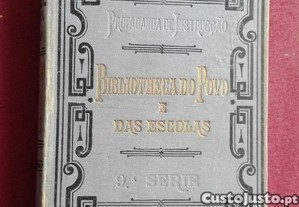 PROPAGANDA DE INSTRUCÇÃO
BIBLIOTHECA DO POVO
E
DAS ESCOLAS
9.ª SERIE
CustoJusto.pt